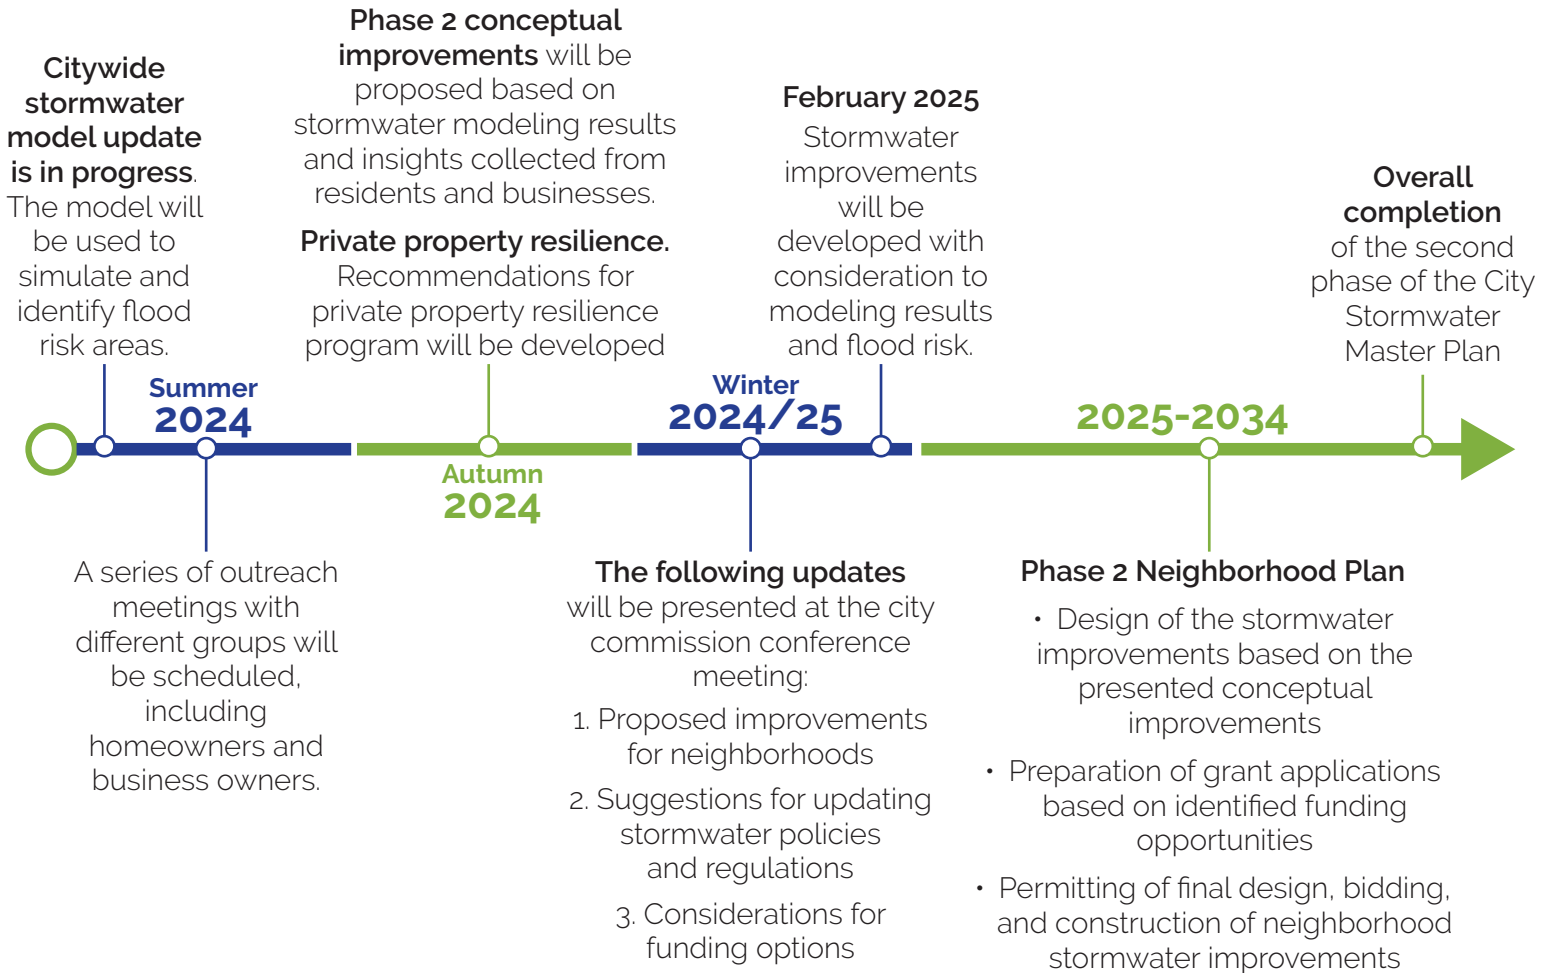 Citywide
stormwater
model update
is in progress.
The model will
be used to
simulate and
identify flood
risk areas.
Summer
2024
A series of outreach
meetings with
different groups will
be scheduled,
including
homeowners and
business owners.
Phase 2 conceptual
improvements will be
proposed based on
stormwater modeling results
and insights collected from
residents and businesses.
Private property resilience.
Recommendations for
private property resilience
program will be developed
Autumn
2024
Winter
2024/25
The following updates
will be presented at the city
commission conference
meeting:
1. Proposed improvements
for neighborhoods
2. Suggestions for updating
stormwater policies
and regulations
3. Considerations for
funding options
February 2025
Stormwater
improvements
will be
developed with
consideration to
modeling results
and flood risk.
2025-2034
Phase 2 Neighborhood Plan
• Design of the stormwater
improvements based on the
presented conceptual
improvements
• Preparation of grant applications
based on identified funding
opportunities
• Permitting of final design, bidding,
and construction of neighborhood
stormwater improvements
Overall
completion
of the second
phase of the City
Stormwater
Master Plan